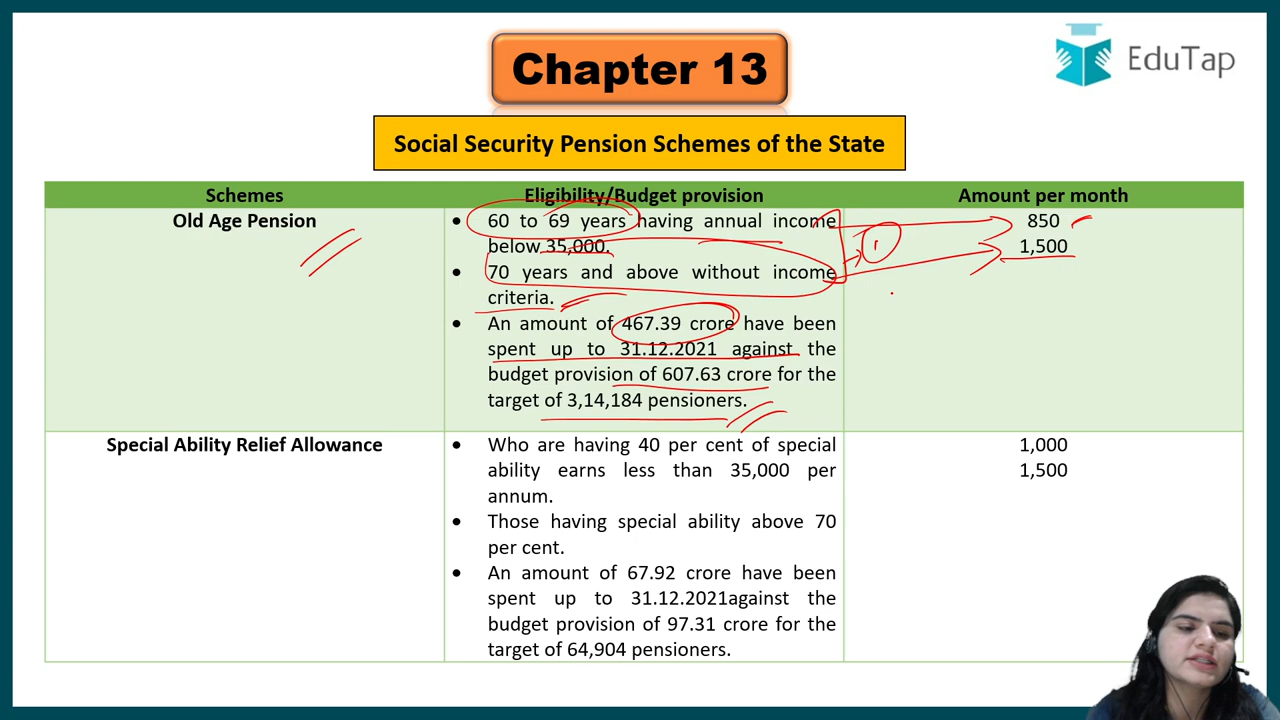 Chapter 13
EduTap
Social Security Pension Schemes of the State
Schemes
Eligibility/Budget provision
Amount per month
Old Age Pension
• 60 to 69 years having annual income
below 35,000.
• 70 years and above without income
criteria.
• An amount of 467.39 crore have been
spent up to 31.12.2021 against the
budget provision of 607.63 crore for the
target of 3,14,184 pensioners.
850
1,500
Special Ability Relief Allowance
• Who are having 40 per cent of special
ability earns less than 35,000 per
annum.
• Those having special ability above 70
per cent.
• An amount of 67.92 crore have been
spent up to 31.12.2021against the
budget provision of 97.31 crore for the
target of 64,904 pensioners.
1,000
1,500